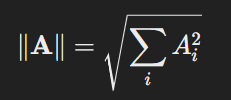 ‖𝐀‖ = √(∑ᵢ Aᵢ²)